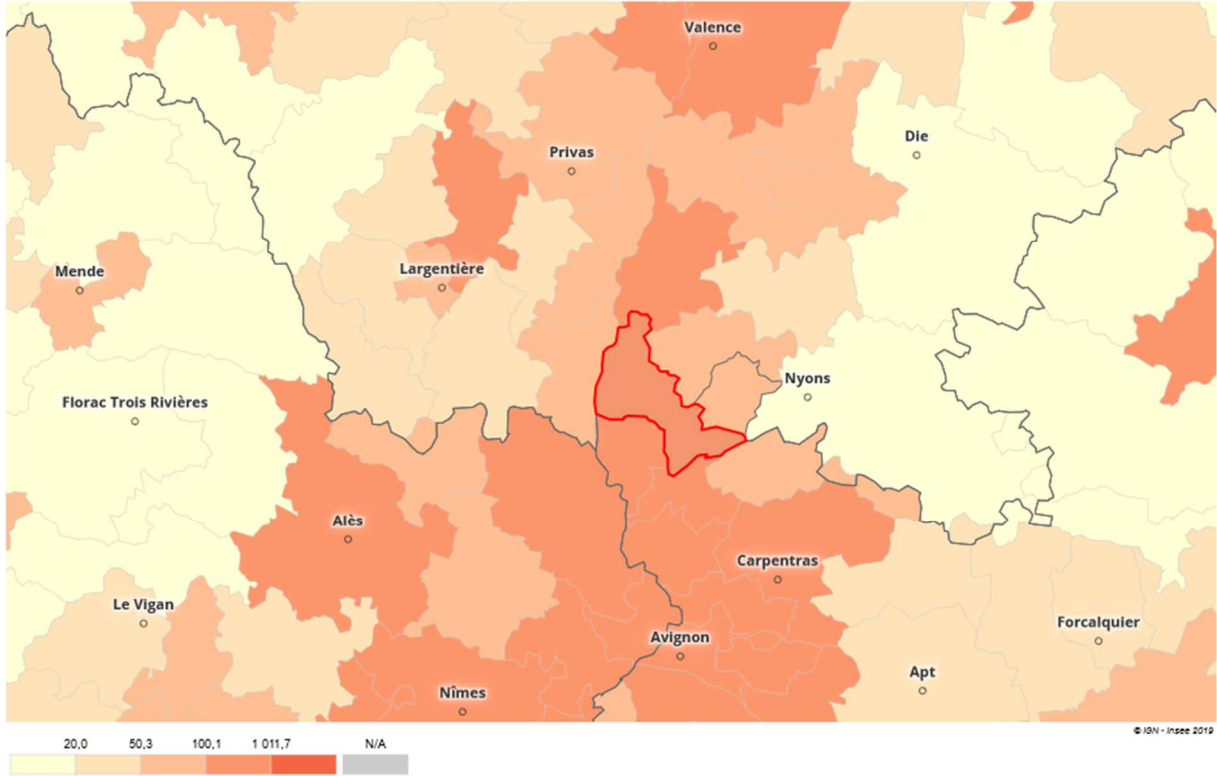 Valence
Die
Privas
Largentière
Mende
Nyons
Florac Trois Rivières
Alès
Carpentras
Le Vigan
Forcalquier
Avignon
Apt
Nîmes
© IGN - Insee 2019
20,0 50,3 100,1 1 011,7 N/A